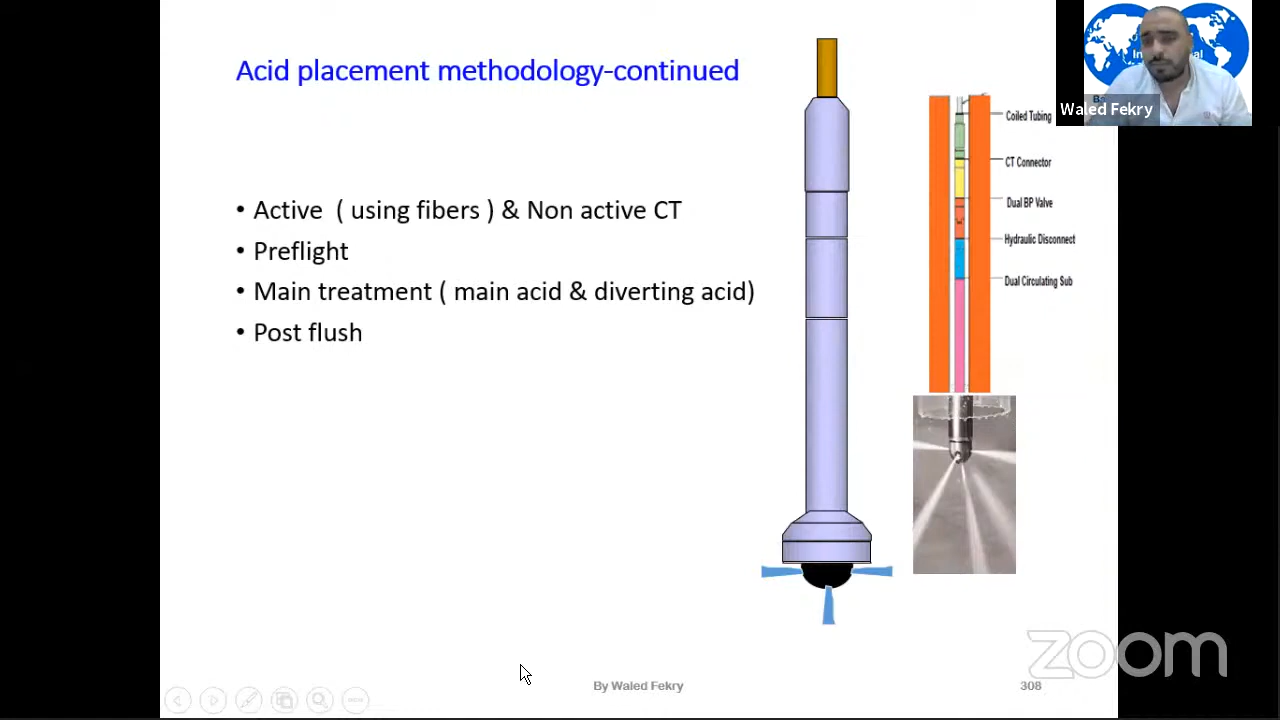 Acid placement methodology-continued
• Active ( using fibers ) & Non active CT
• Preflight
• Main treatment ( main acid & diverting acid)
• Post flush
Coiled Tubing
CT Connector
Dual BP Valve
Hydraulic Disconnect
Dual Circulating Sub
Waled Fekry
By Waled Fekry
308
zoom